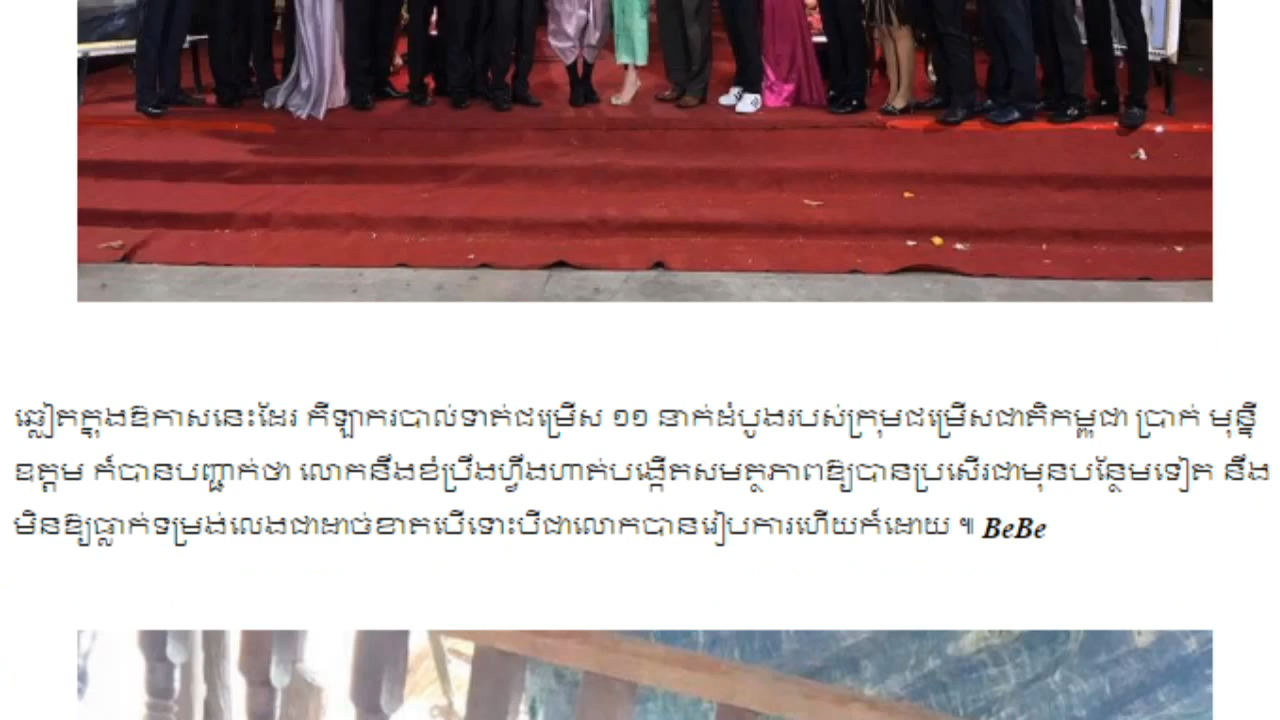 ឆ្លៀតក្នុងឱកាសនេះដែរ កីឡាករបាល់ទាត់ជម្រើស ១១ នាក់ដំបូងរបស់ក្រុមជម្រើសជាតិកម្ពុជា ប្រាក់ មុន្នី
ឧត្តម ក៏បានបញ្ជាក់ថា លោកនឹងខំប្រឹងហ្វឹងហាត់បង្កើតសមត្ថភាពឱ្យបានប្រសើរជាមុនបន្ថែមទៀត នឹង
មិនឱ្យធ្លាក់ទម្រង់លេងជាដាច់ខាតបើទោះបីជាលោកបានរៀបការហើយក៏ដោយ ៕ BeBe